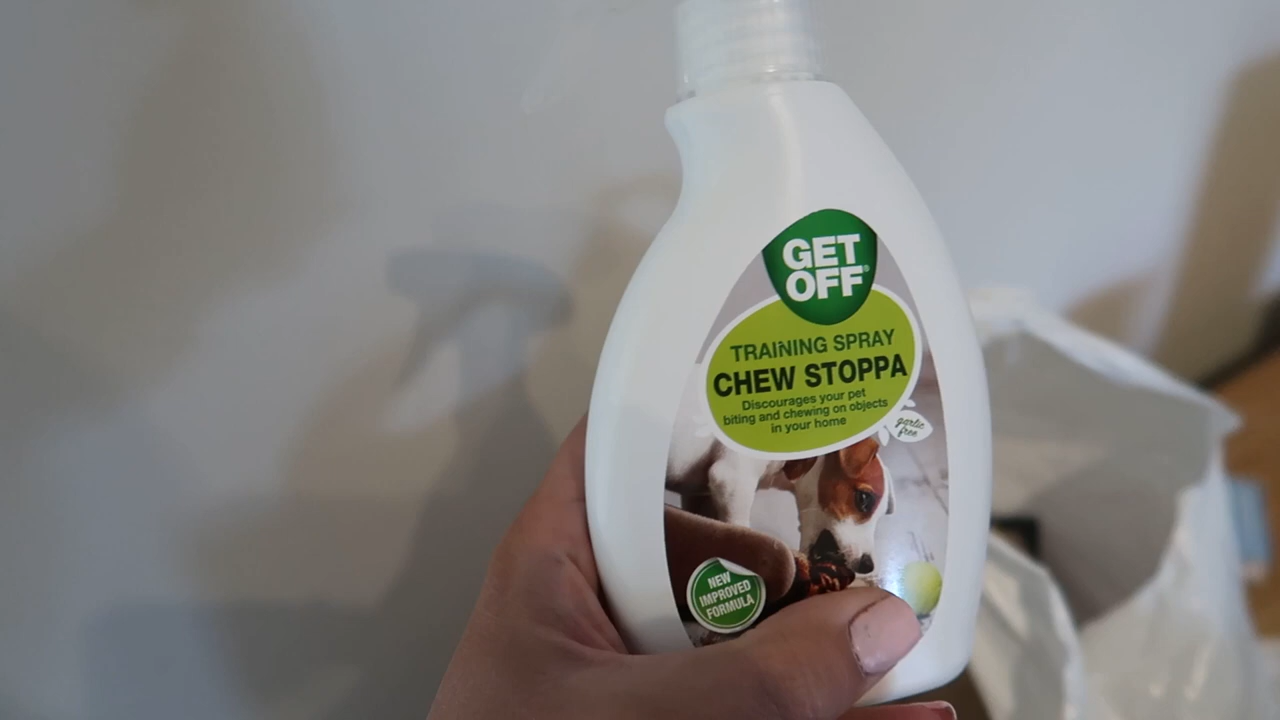 GET
OFF®
TRAINING SPRAY
CHEW STOPPA
Discourages your pet
biting and chewing on objects
in your home
garlic
free
NEW
IMPROVED
FORMULA